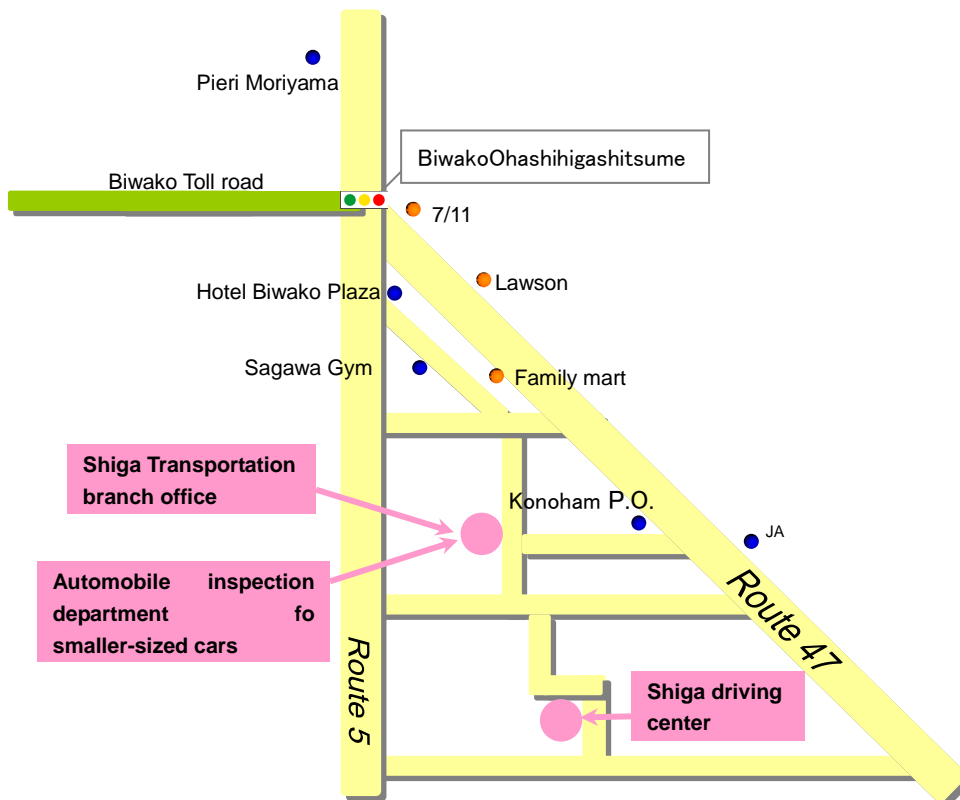 Pieri Moriyama
BiwakoOhashihigashitsume
Biwako Toll road
7/11
Lawson
Hotel Biwako Plaza
Sagawa Gym
Family mart
Shiga Transportation
branch office
Konoham P.O.
JA
Automobile inspection
department fo
smaller-sized cars
Route 47
Route 5
Shiga driving
center